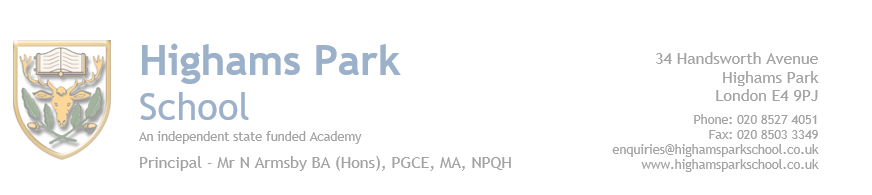 Highams Park
School
An independent state funded Academy
Principal - Mr N Armsby BA (Hons), PGCE, MA, NPQH
34 Handsworth Avenue
Highams Park
London E4 9PJ
Phone: 020 8527 4051
Fax: 020 8503 3349
enquiries@highamsparkschool.co.uk
www.highamsparkschool.co.uk